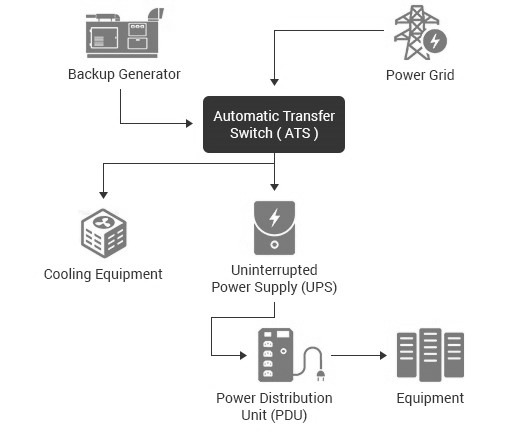 Backup Generator
Power Grid
Automatic Transfer
Switch ( ATS )
Cooling Equipment
Uninterrupted
Power Supply (UPS)
Power Distribution
Unit (PDU)
Equipment